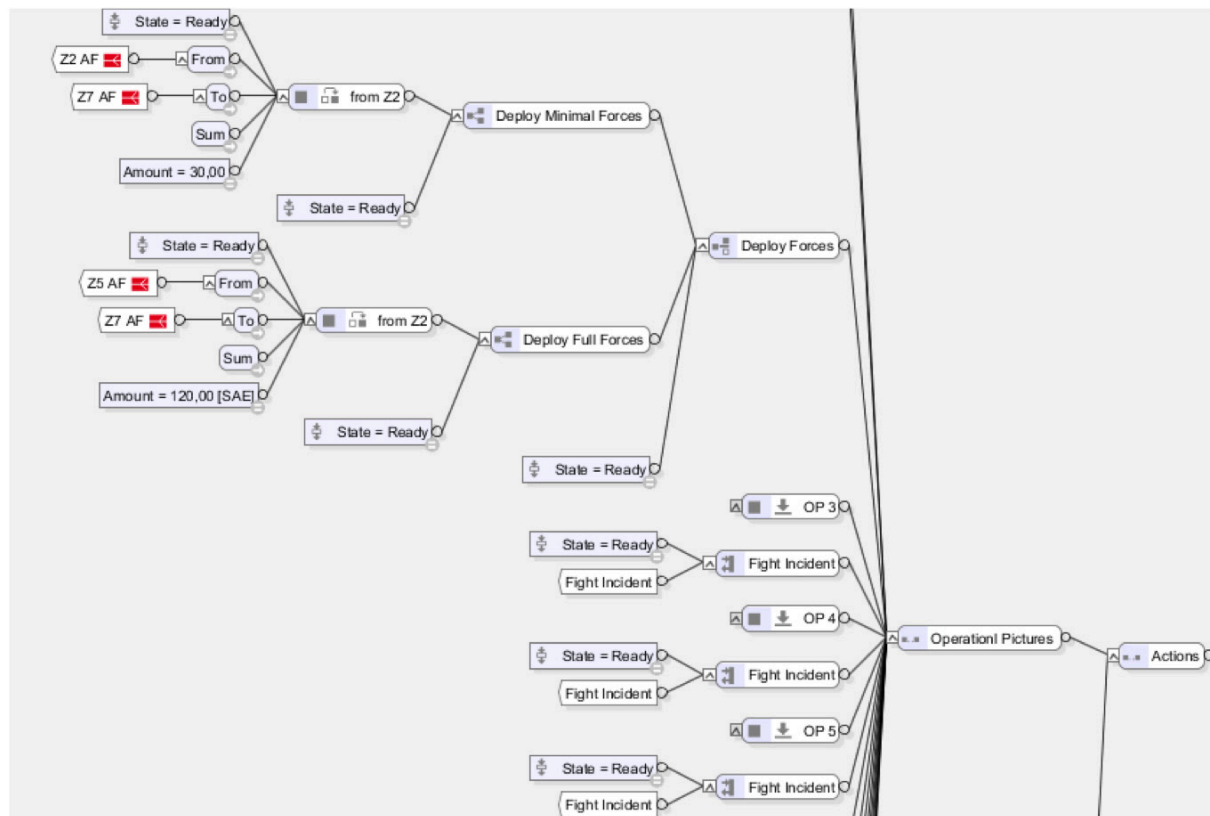 State = Ready
Z2 AF
From
Z7 AF
To
from Z2
Sum
Deploy Minimal Forces
Amount = 30,00
State = Ready
State = Ready
Deploy Forces
Z5 AF
From
Z7 AF
To
from Z2
Sum
Deploy Full Forces
Amount = 120,00 [SAE]
State = Ready
State = Ready
OP 3
State = Ready
Fight Incident
Fight Incident
OP 4
Operationl Pictures
State = Ready
Actions
Fight Incident
Fight Incident
OP 5
State = Ready
Fight Incident
Fight Incident